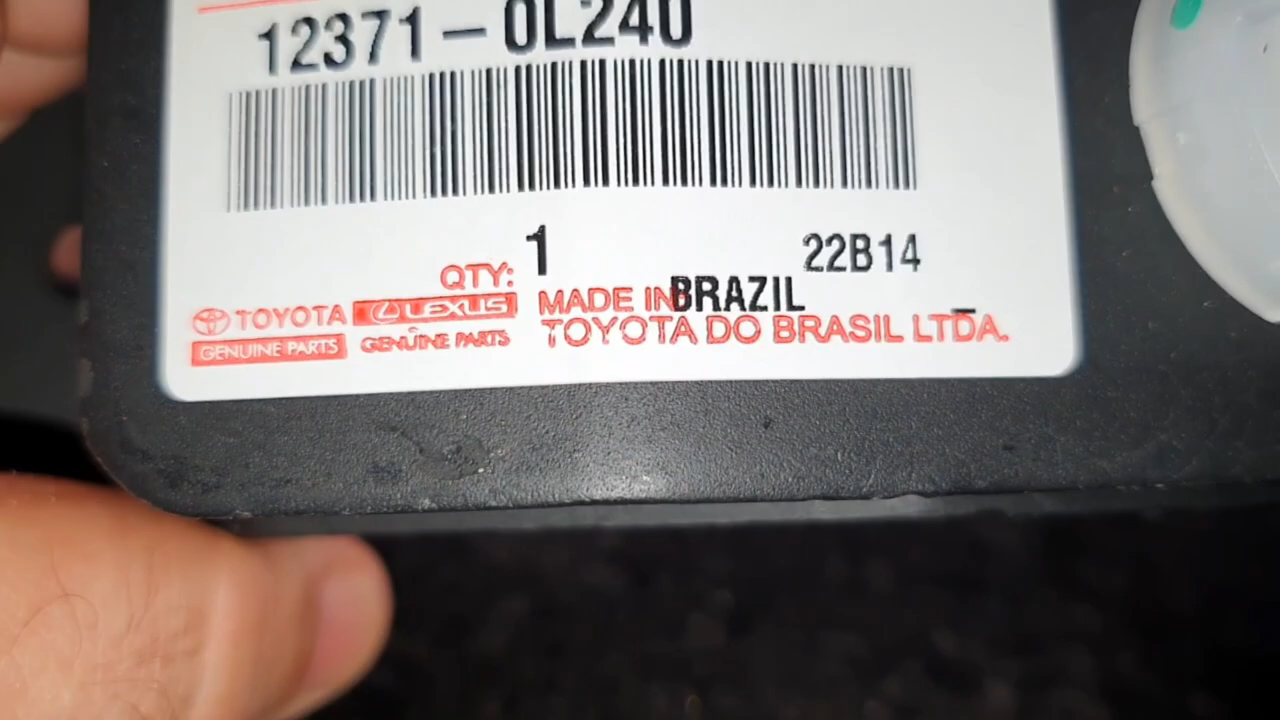 12371-0L240
QTY: 1
22B14
TOYOTA LEXUS MADE IN BRAZIL
GENUINE PARTS GENUINE PARTS TOYOTA DO BRASIL LTDA.